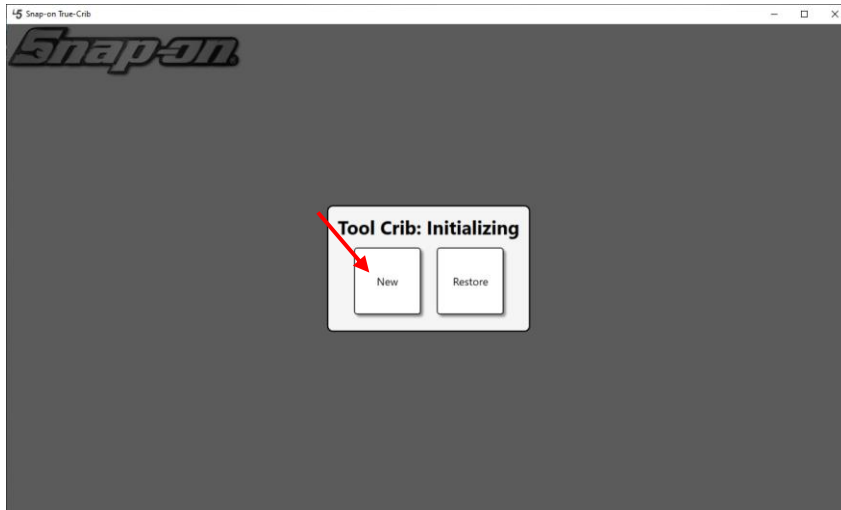 Snap-on True-Crib
Snap-on
Tool Crib: Initializing
New
Restore